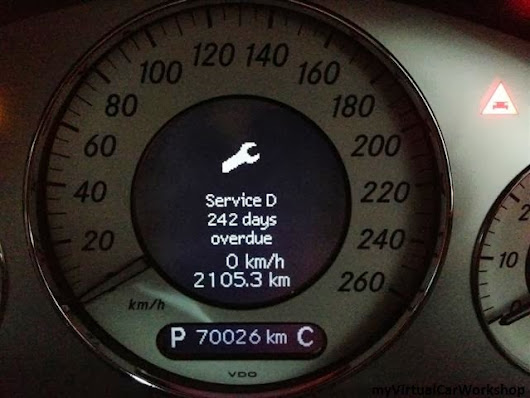 120 140
100 160
80 180
60 200
40 220
20 240
260
Service D
242 days
overdue
0 km/h
2105.3 km
km/h
P 70026 km C
VDO
10
myVirtualCarWorkshop